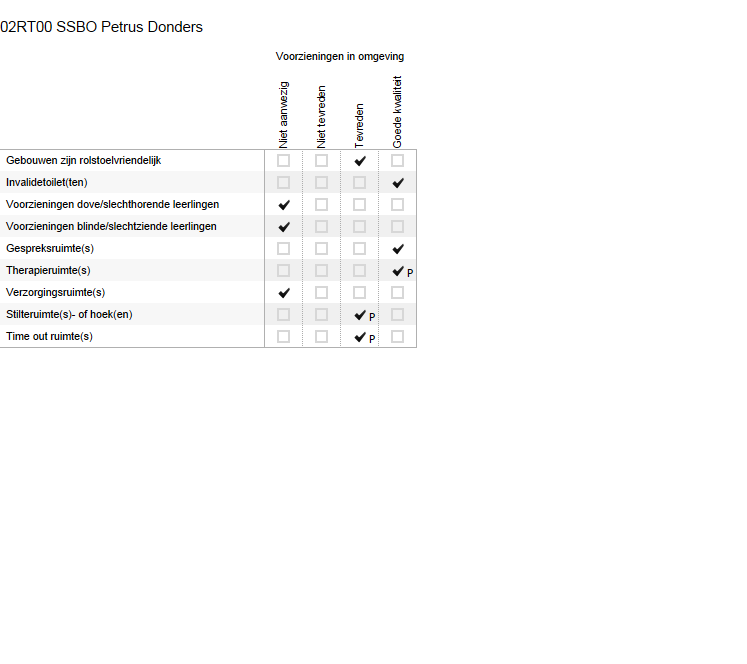 02RT00 SSBO Petrus Donders
Voorzieningen in omgeving
Niet aanwezig
Niet tevreden
Tevreden
Goede kwaliteit
Gebouwen zijn rolstoelvriendelijk
Invalidetoilet(ten)
Voorzieningen dove/slechthorende leerlingen
Voorzieningen blinde/slechtziende leerlingen
Gespreksruimte(s)
Therapieruimte(s) P
Verzorgingsruimte(s)
Stilteruimte(s)- of hoek(en) P
Time out ruimte(s) P